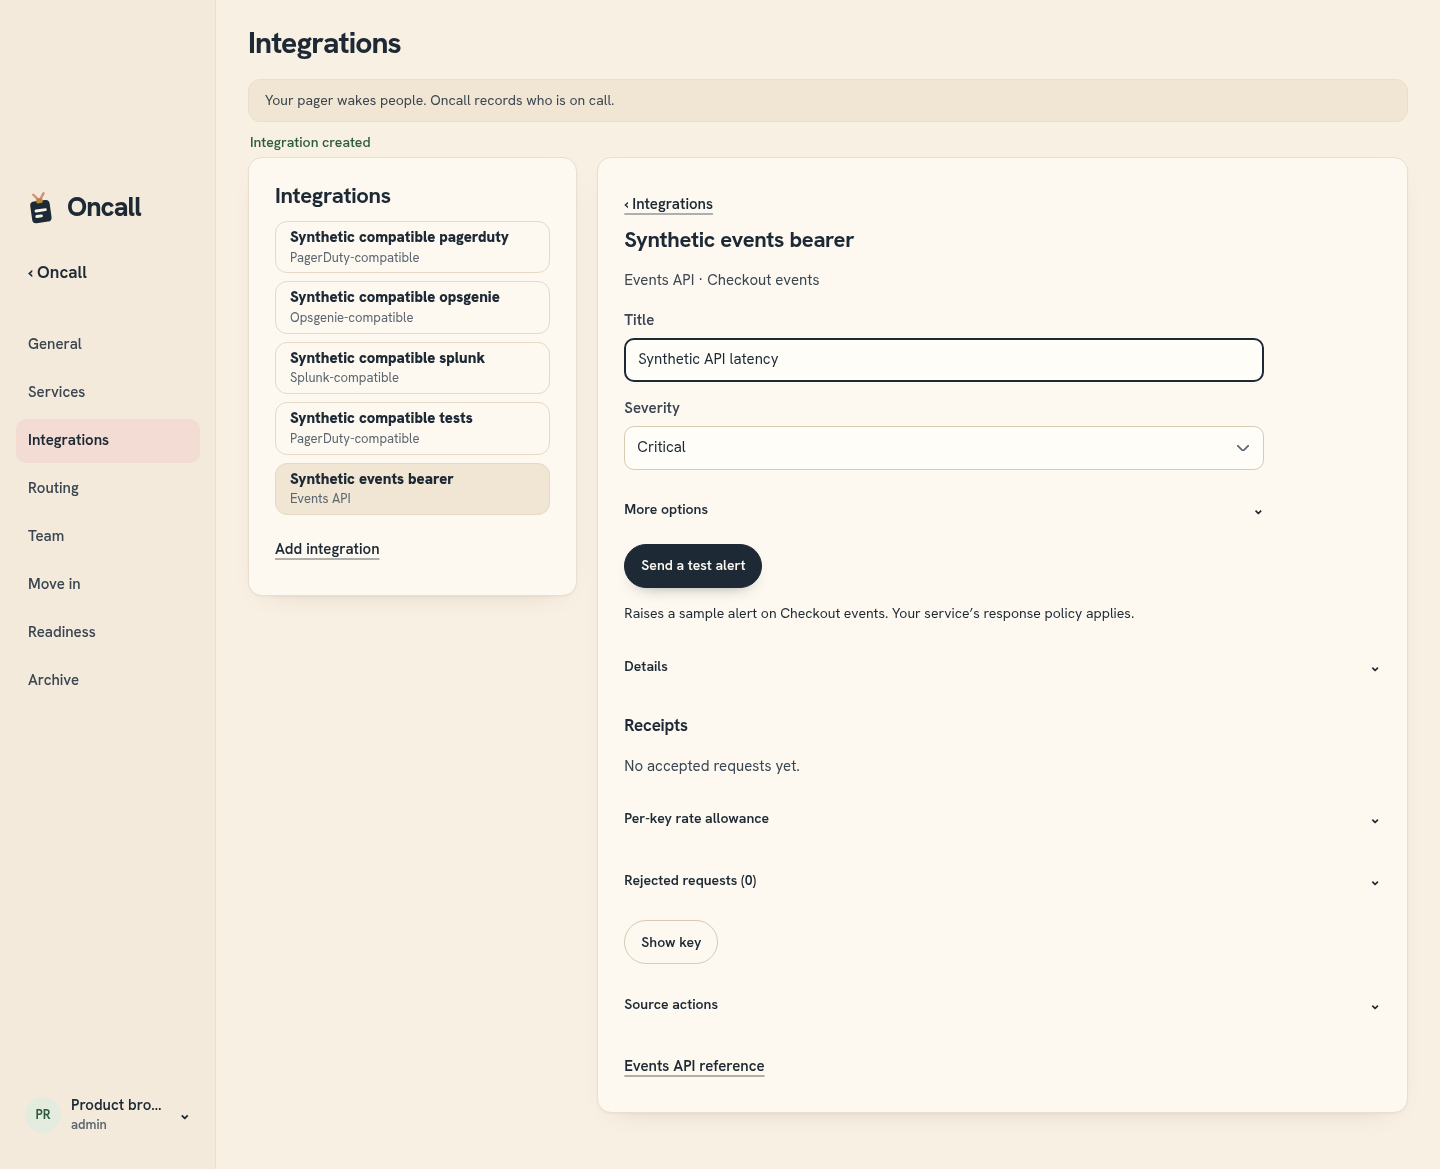 Oncall
‹ Oncall
General
Services
Integrations
Routing
Team
Move in
Readiness
Archive
PR
Product bro...
admin
Integrations
Your pager wakes people. Oncall records who is on call.
Integration created
Integrations
Synthetic compatible pagerduty
PagerDuty-compatible
Synthetic compatible opsgenie
Opsgenie-compatible
Synthetic compatible splunk
Splunk-compatible
Synthetic compatible tests
PagerDuty-compatible
Synthetic events bearer
Events API
Add integration
‹ Integrations
Synthetic events bearer
Events API · Checkout events
Title
Synthetic API latency
Severity
Critical
More options
Send a test alert
Raises a sample alert on Checkout events. Your service’s response policy applies.
Details
Receipts
No accepted requests yet.
Per-key rate allowance
Rejected requests (0)
Show key
Source actions
Events API reference